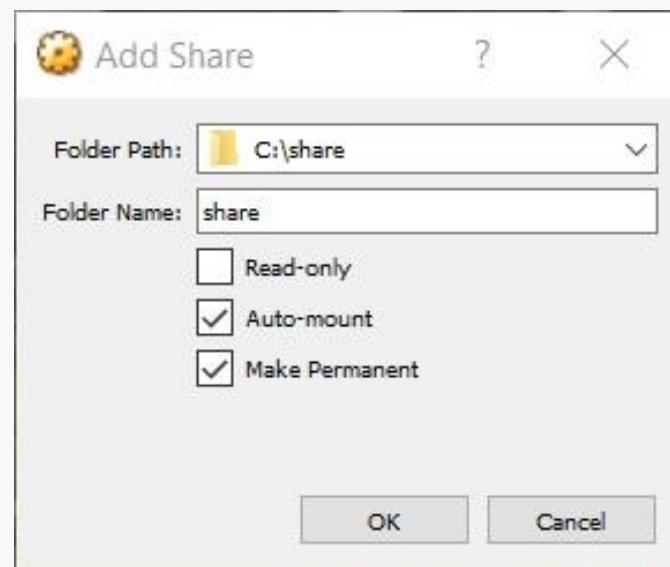 Add Share ?
Folder Path: C:\share
Folder Name: share
Read-only
Auto-mount
Make Permanent
OK Cancel